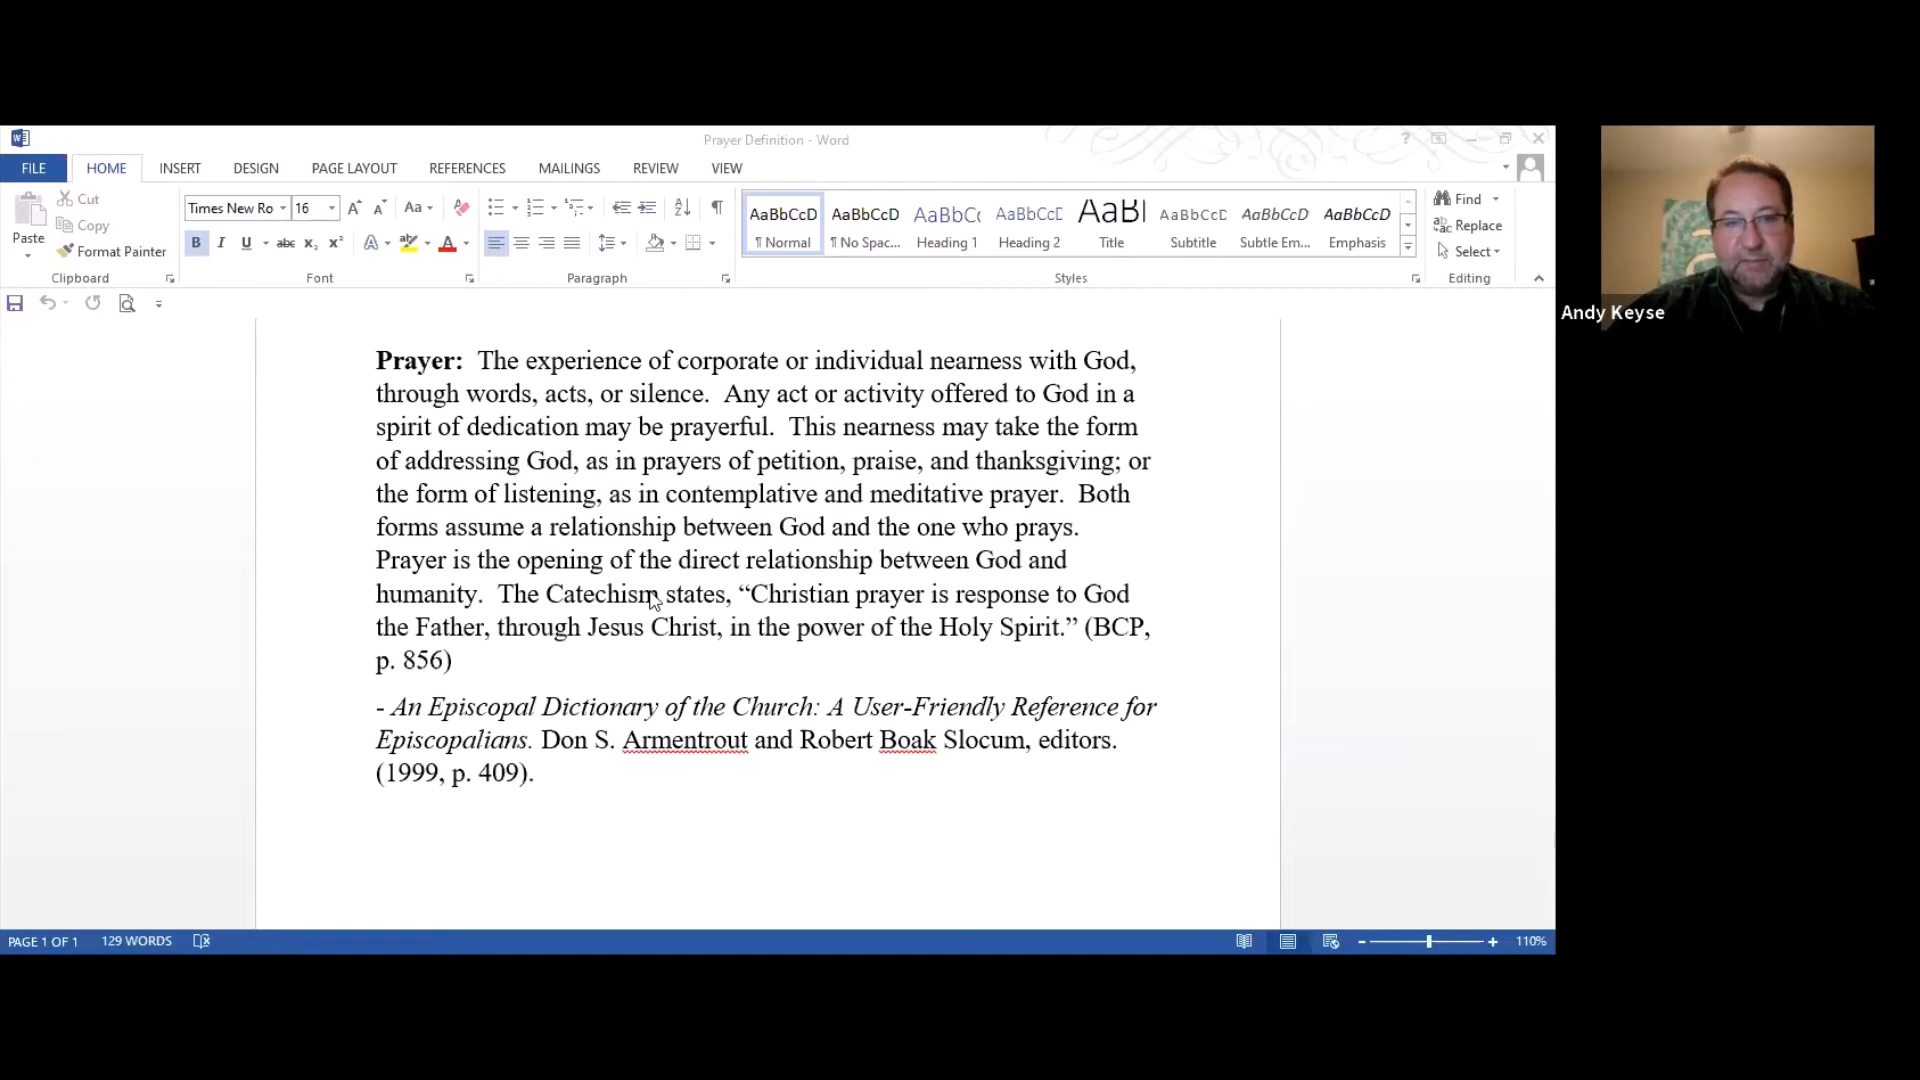 Prayer Definition - Word
?
FILE HOME INSERT DESIGN PAGE LAYOUT REFERENCES MAILINGS REVIEW VIEW
Cut
Copy
Paste
Format Painter
Clipboard
Times New Ro 16
Aa
B I U abc x₂ x² A A
Font
Paragraph
AaBbCcD AaBbCcD AaBbC AaBbCcD AaB AaBbCcD AaBbCcD AaBbCcD
¶ Normal ¶ No Spac... Heading 1 Heading 2 Title Subtitle Subtle Em... Emphasis
Styles
Find
Replace
Select
Editing
Andy Keyse
Prayer: The experience of corporate or individual nearness with God,
through words, acts, or silence. Any act or activity offered to God in a
spirit of dedication may be prayerful. This nearness may take the form
of addressing God, as in prayers of petition, praise, and thanksgiving; or
the form of listening, as in contemplative and meditative prayer. Both
forms assume a relationship between God and the one who prays.
Prayer is the opening of the direct relationship between God and
humanity. The Catechism states, “Christian prayer is response to God
the Father, through Jesus Christ, in the power of the Holy Spirit.” (BCP,
p. 856)
- An Episcopal Dictionary of the Church: A User-Friendly Reference for
Episcopalians. Don S. Armentrout and Robert Boak Slocum, editors.
(1999, p. 409).
PAGE 1 OF 1 129 WORDS
110%